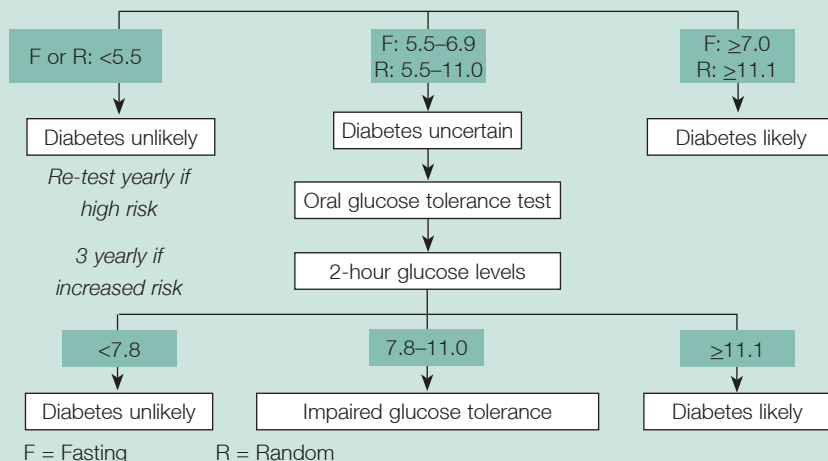 F or R: <5.5
F: 5.5–6.9
R: 5.5–11.0
F: ≥7.0
R: ≥11.1
Diabetes unlikely
Diabetes uncertain
Diabetes likely
Re-test yearly if
high risk
3 yearly if
increased risk
Oral glucose tolerance test
2-hour glucose levels
<7.8
7.8–11.0
≥11.1
Diabetes unlikely
Impaired glucose tolerance
Diabetes likely
F = Fasting R = Random